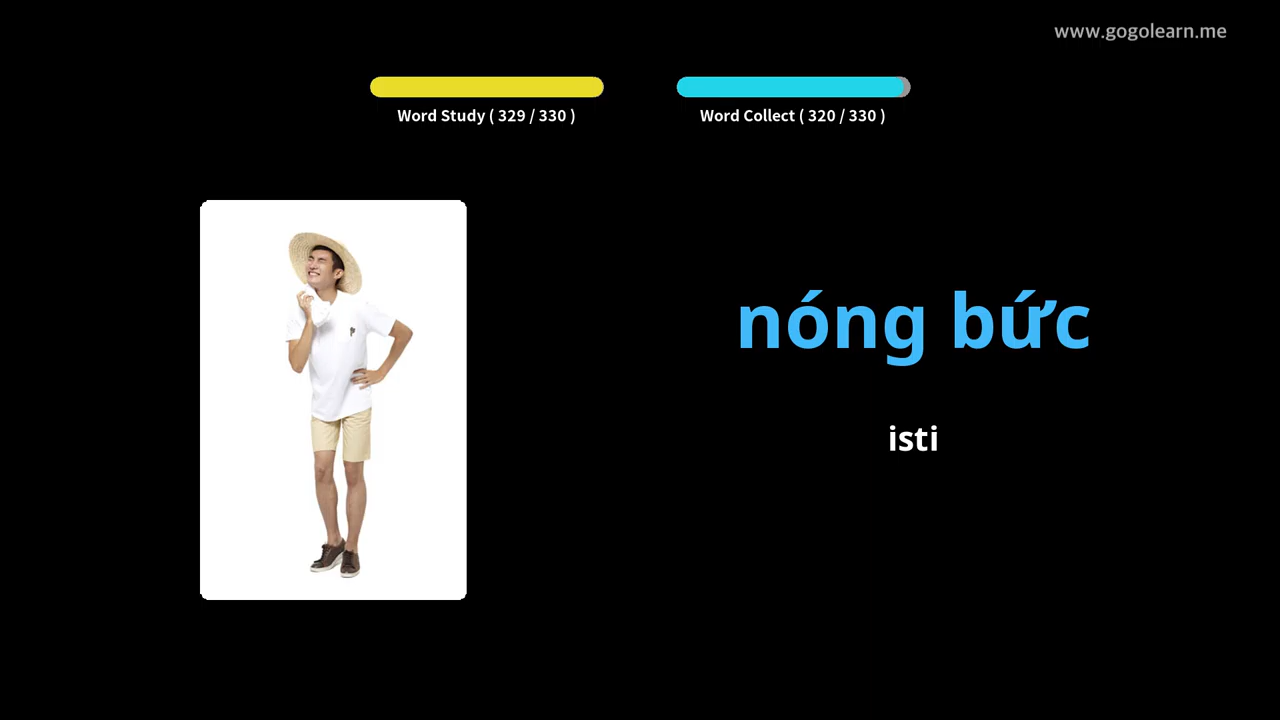 www.gogolearn.me
Word Study ( 329 / 330 )
Word Collect ( 320 / 330 )
nóng bức
isti